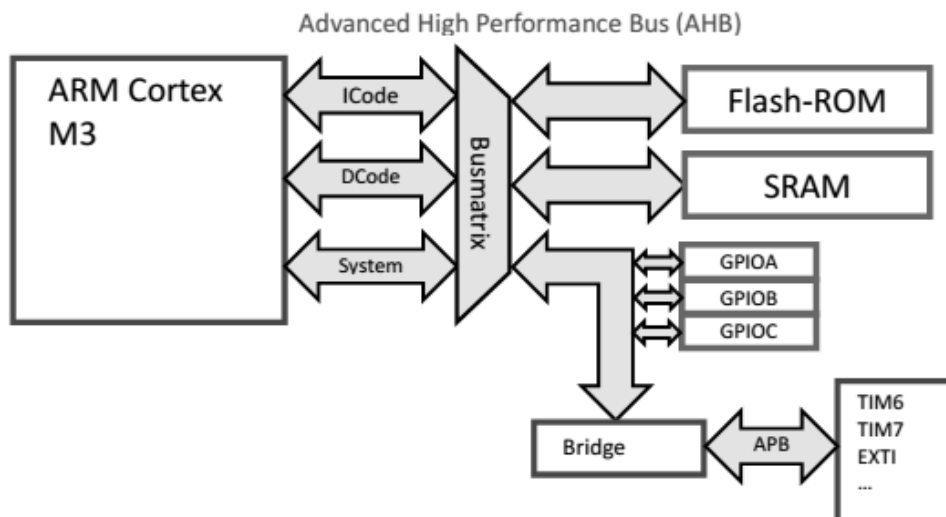 Advanced High Performance Bus (AHB)
ARM Cortex
M3
ICode
DCode
System
Busmatrix
Flash-ROM
SRAM
GPIOA
GPIOB
GPIOC
Bridge
APB
TIM6
TIM7
EXTI
...